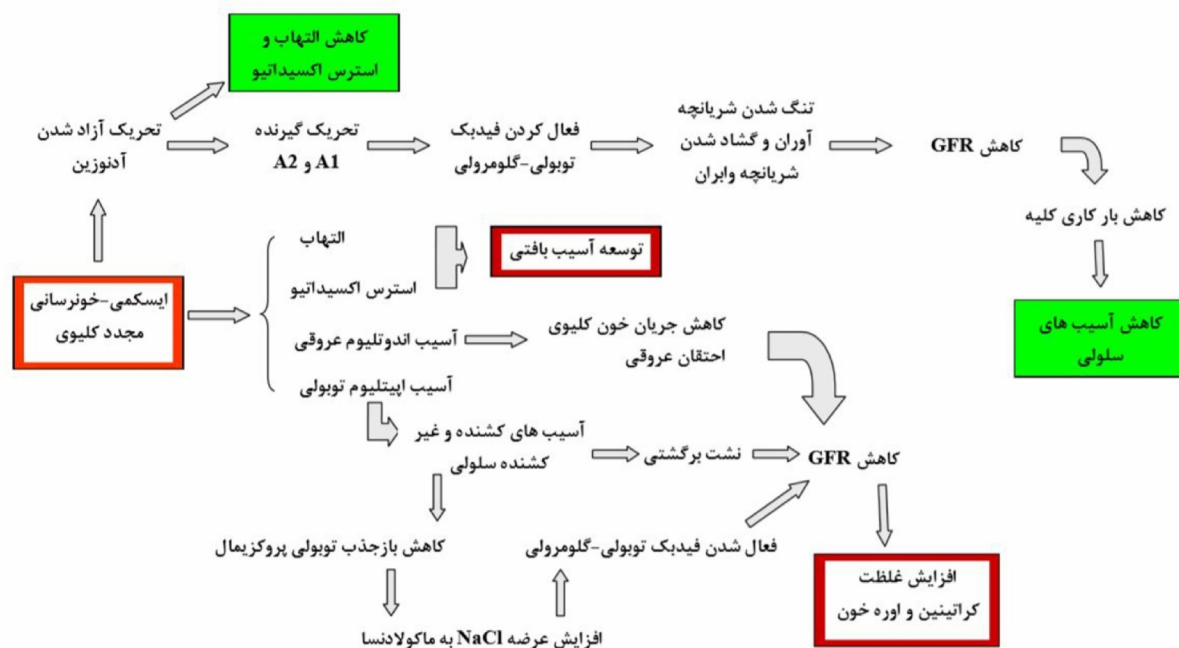 کاهش التهاب و
استرس اکسیداتیو
تحریک آزاد شدن
آدنوزین
تحریک گیرنده
A1 و A2
فعال کردن فیدبک
توبولی-گلومرولی
تنگ شدن شریانچه
آوران و گشاد شدن
شریانچه وابران
کاهش GFR
کاهش بار کاری کلیه
کاهش آسیب های
سلولی
ایسکمی-خونرسانی
مجدد کلیوی
التهاب
استرس اکسیداتیو
توسعه آسیب بافتی
آسیب اندوتلیوم عروقی
کاهش جریان خون کلیوی
احتقان عروقی
آسیب اپیتلیوم توبولی
آسیب های کشنده و غیر
کشنده سلولی
نشت برگشتی
کاهش GFR
کاهش بازجذب توبولی پروکزیمال
افزایش عرضه NaCl به ماکولادنسا
فعال شدن فیدبک توبولی-گلومرولی
افزایش غلظت
کراتینین و اوره خون